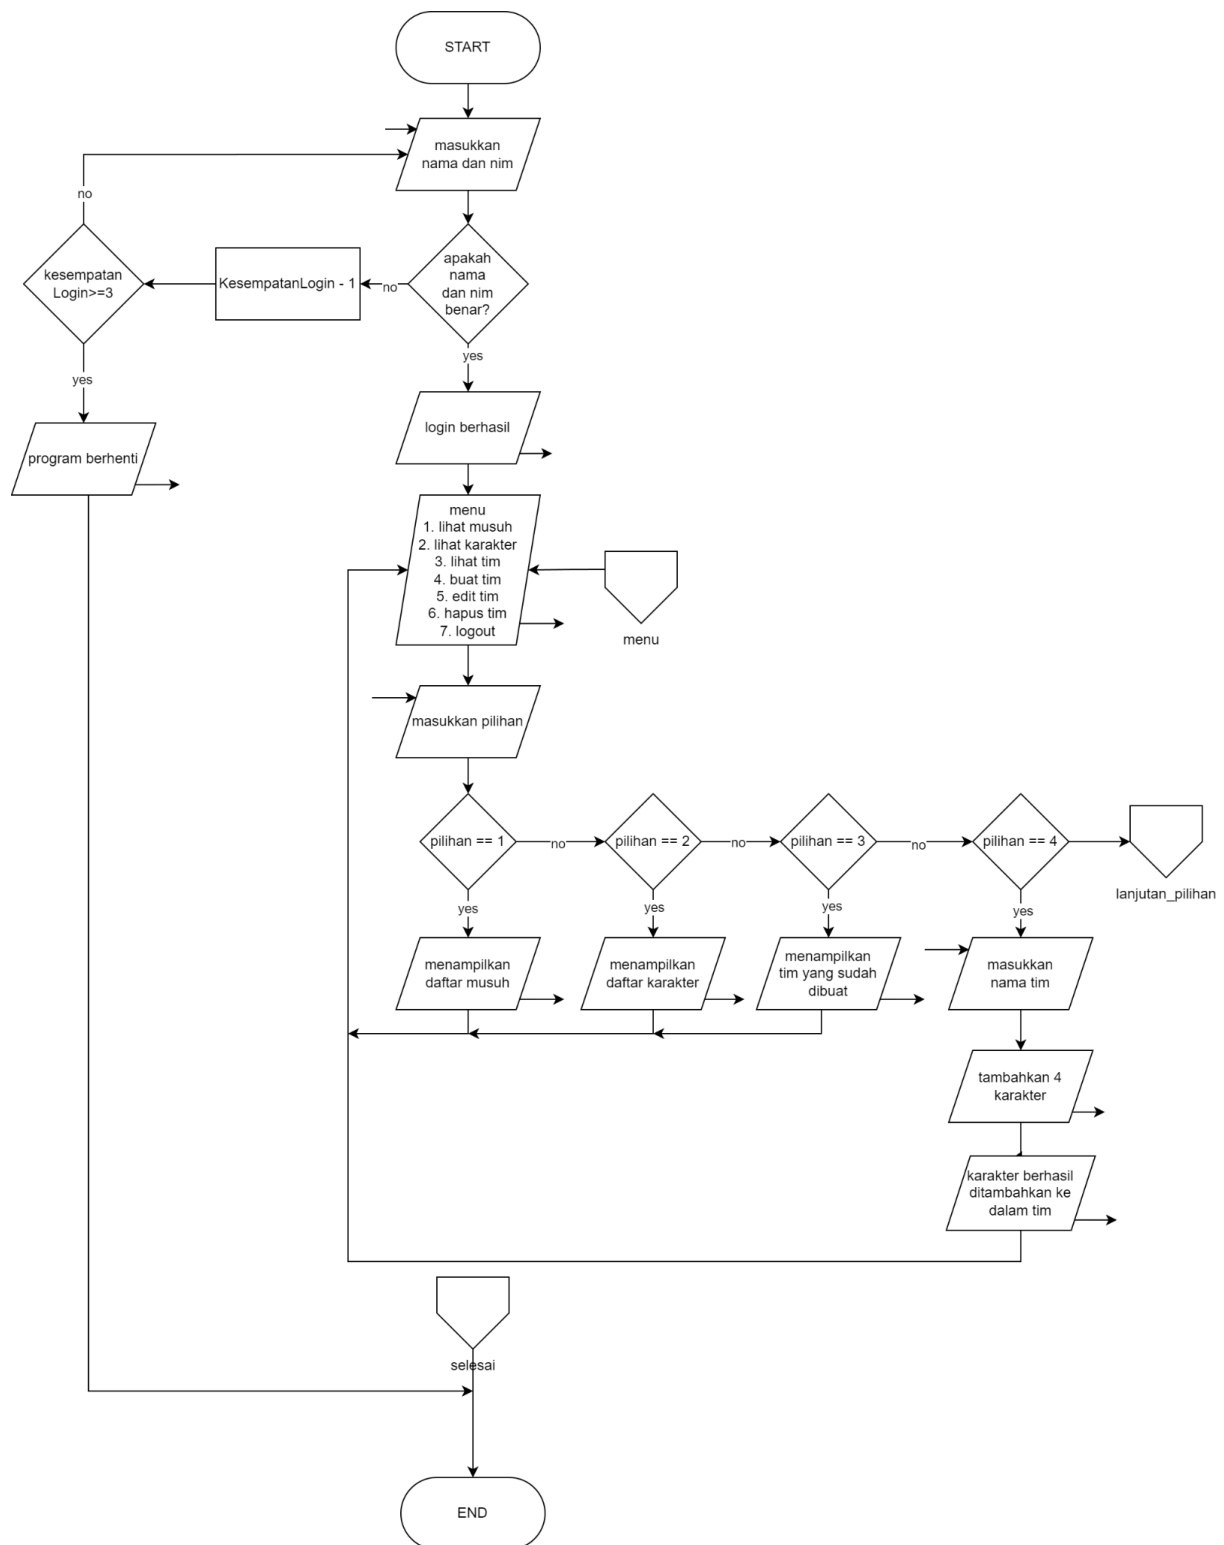 START
masukkan
nama dan nim
no
kesempatan
Login>=3
KesempatanLogin - 1
no
apakah
nama
dan nim
benar?
yes
yes
program berhenti
login berhasil
menu
1. lihat musuh
2. lihat karakter
3. lihat tim
4. buat tim
5. edit tim
6. hapus tim
7. logout
menu
masukkan pilihan
pilihan == 1
no
pilihan == 2
no
pilihan == 3
no
pilihan == 4
lanjutan_pilihan
yes
yes
yes
yes
menampilkan
daftar musuh
menampilkan
daftar karakter
menampilkan
tim yang sudah
dibuat
masukkan
nama tim
tambahkan 4
karakter
karakter berhasil
ditambahkan ke
dalam tim
selesai
END